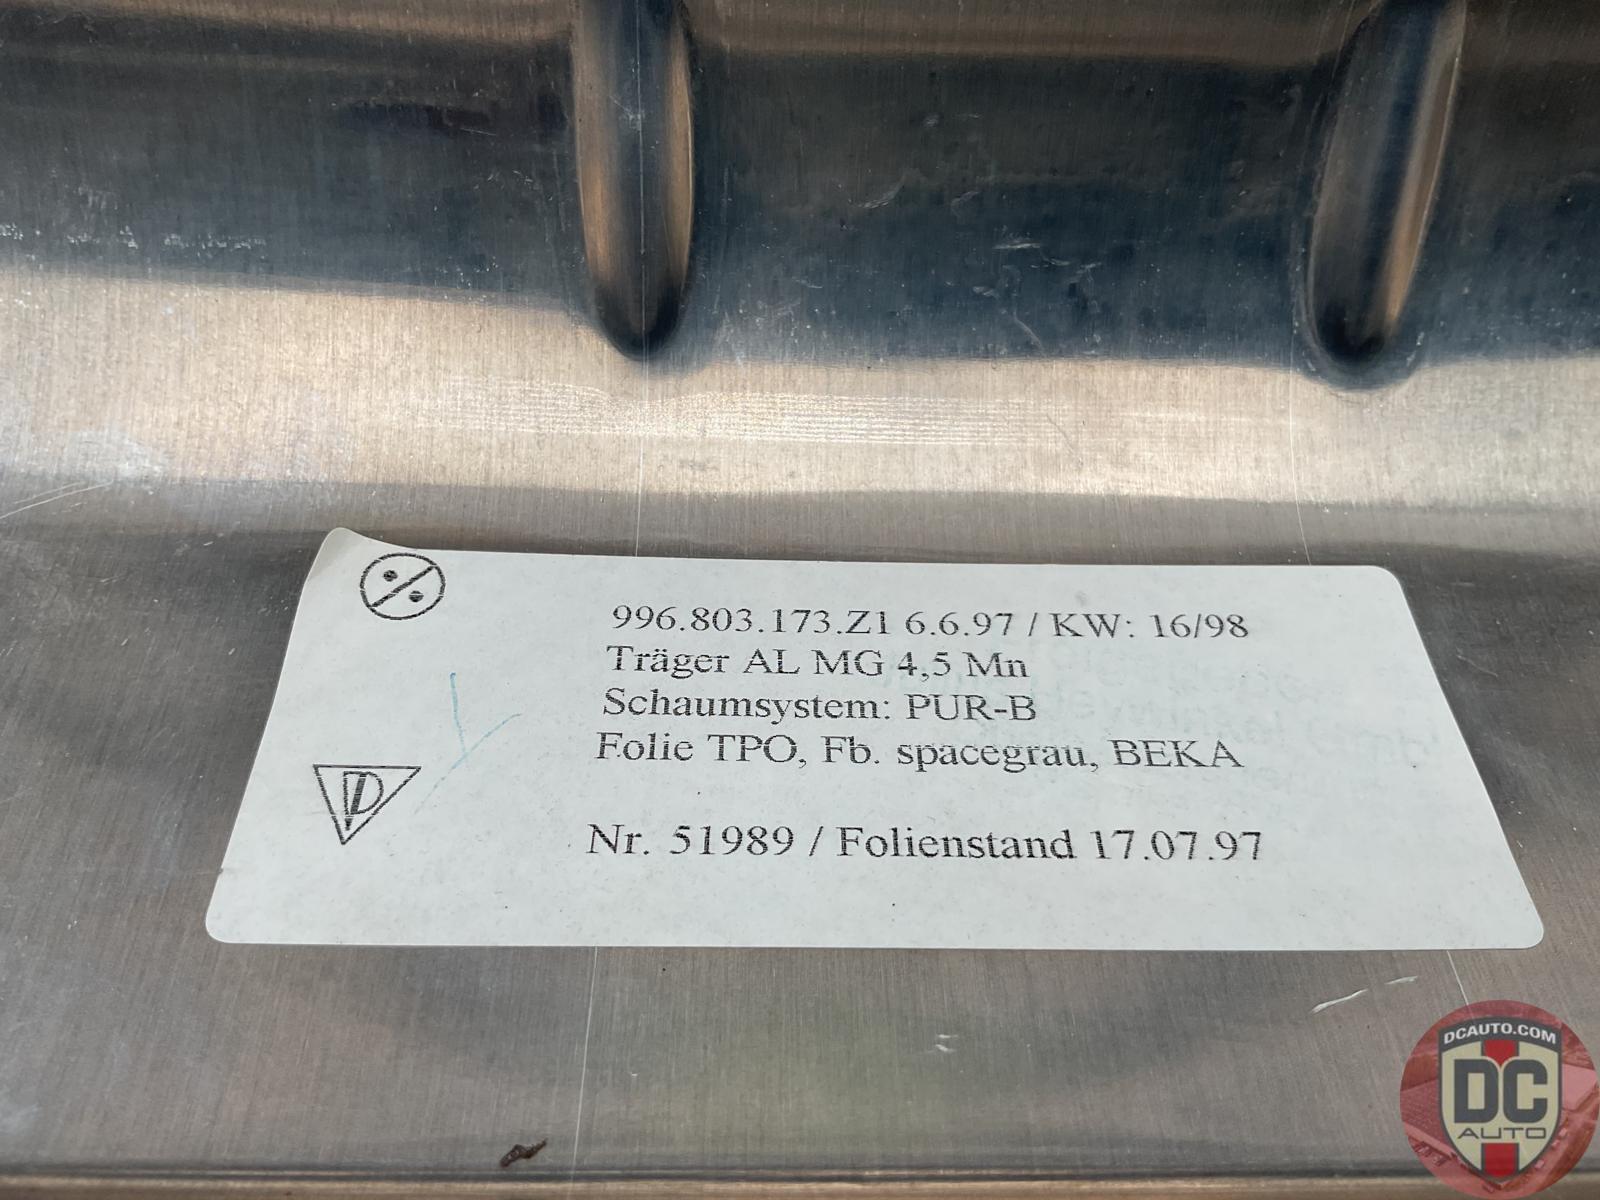 996.803.173.Z1 6.6.97 / KW: 16/98
Träger AL MG 4,5 Mn
Schaumsystem: PUR-B
Folie TPO, Fb. spacegrau, BEKA
D
Nr. 51989 / Folienstand 17.07.97
DCAUTO.COM
DC
AUTO